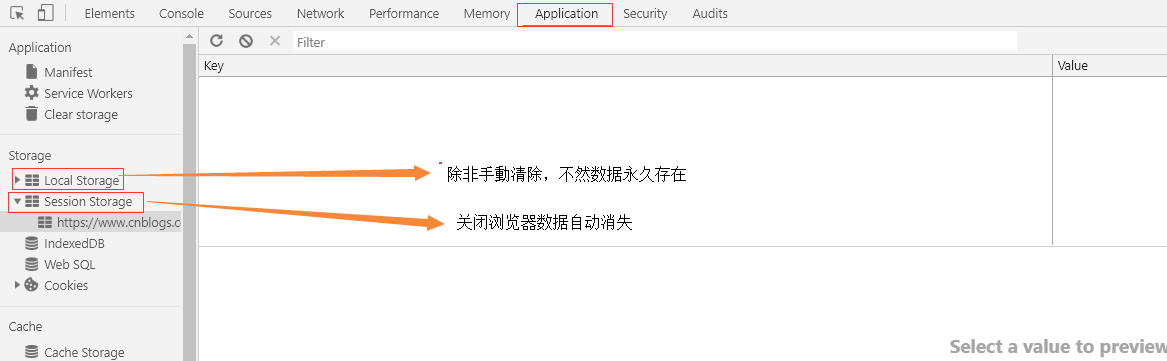 Elements Console Sources Network Performance Memory Application Security Audits
Application
Manifest
Service Workers
Clear storage
Storage
Local Storage
Session Storage
https://www.cnblogs.c
IndexedDB
Web SQL
Cookies
Cache
Cache Storage
Filter
Key Value
除非手動清除，不然数据永久存在
关闭浏览器数据自动消失
Select a value to preview